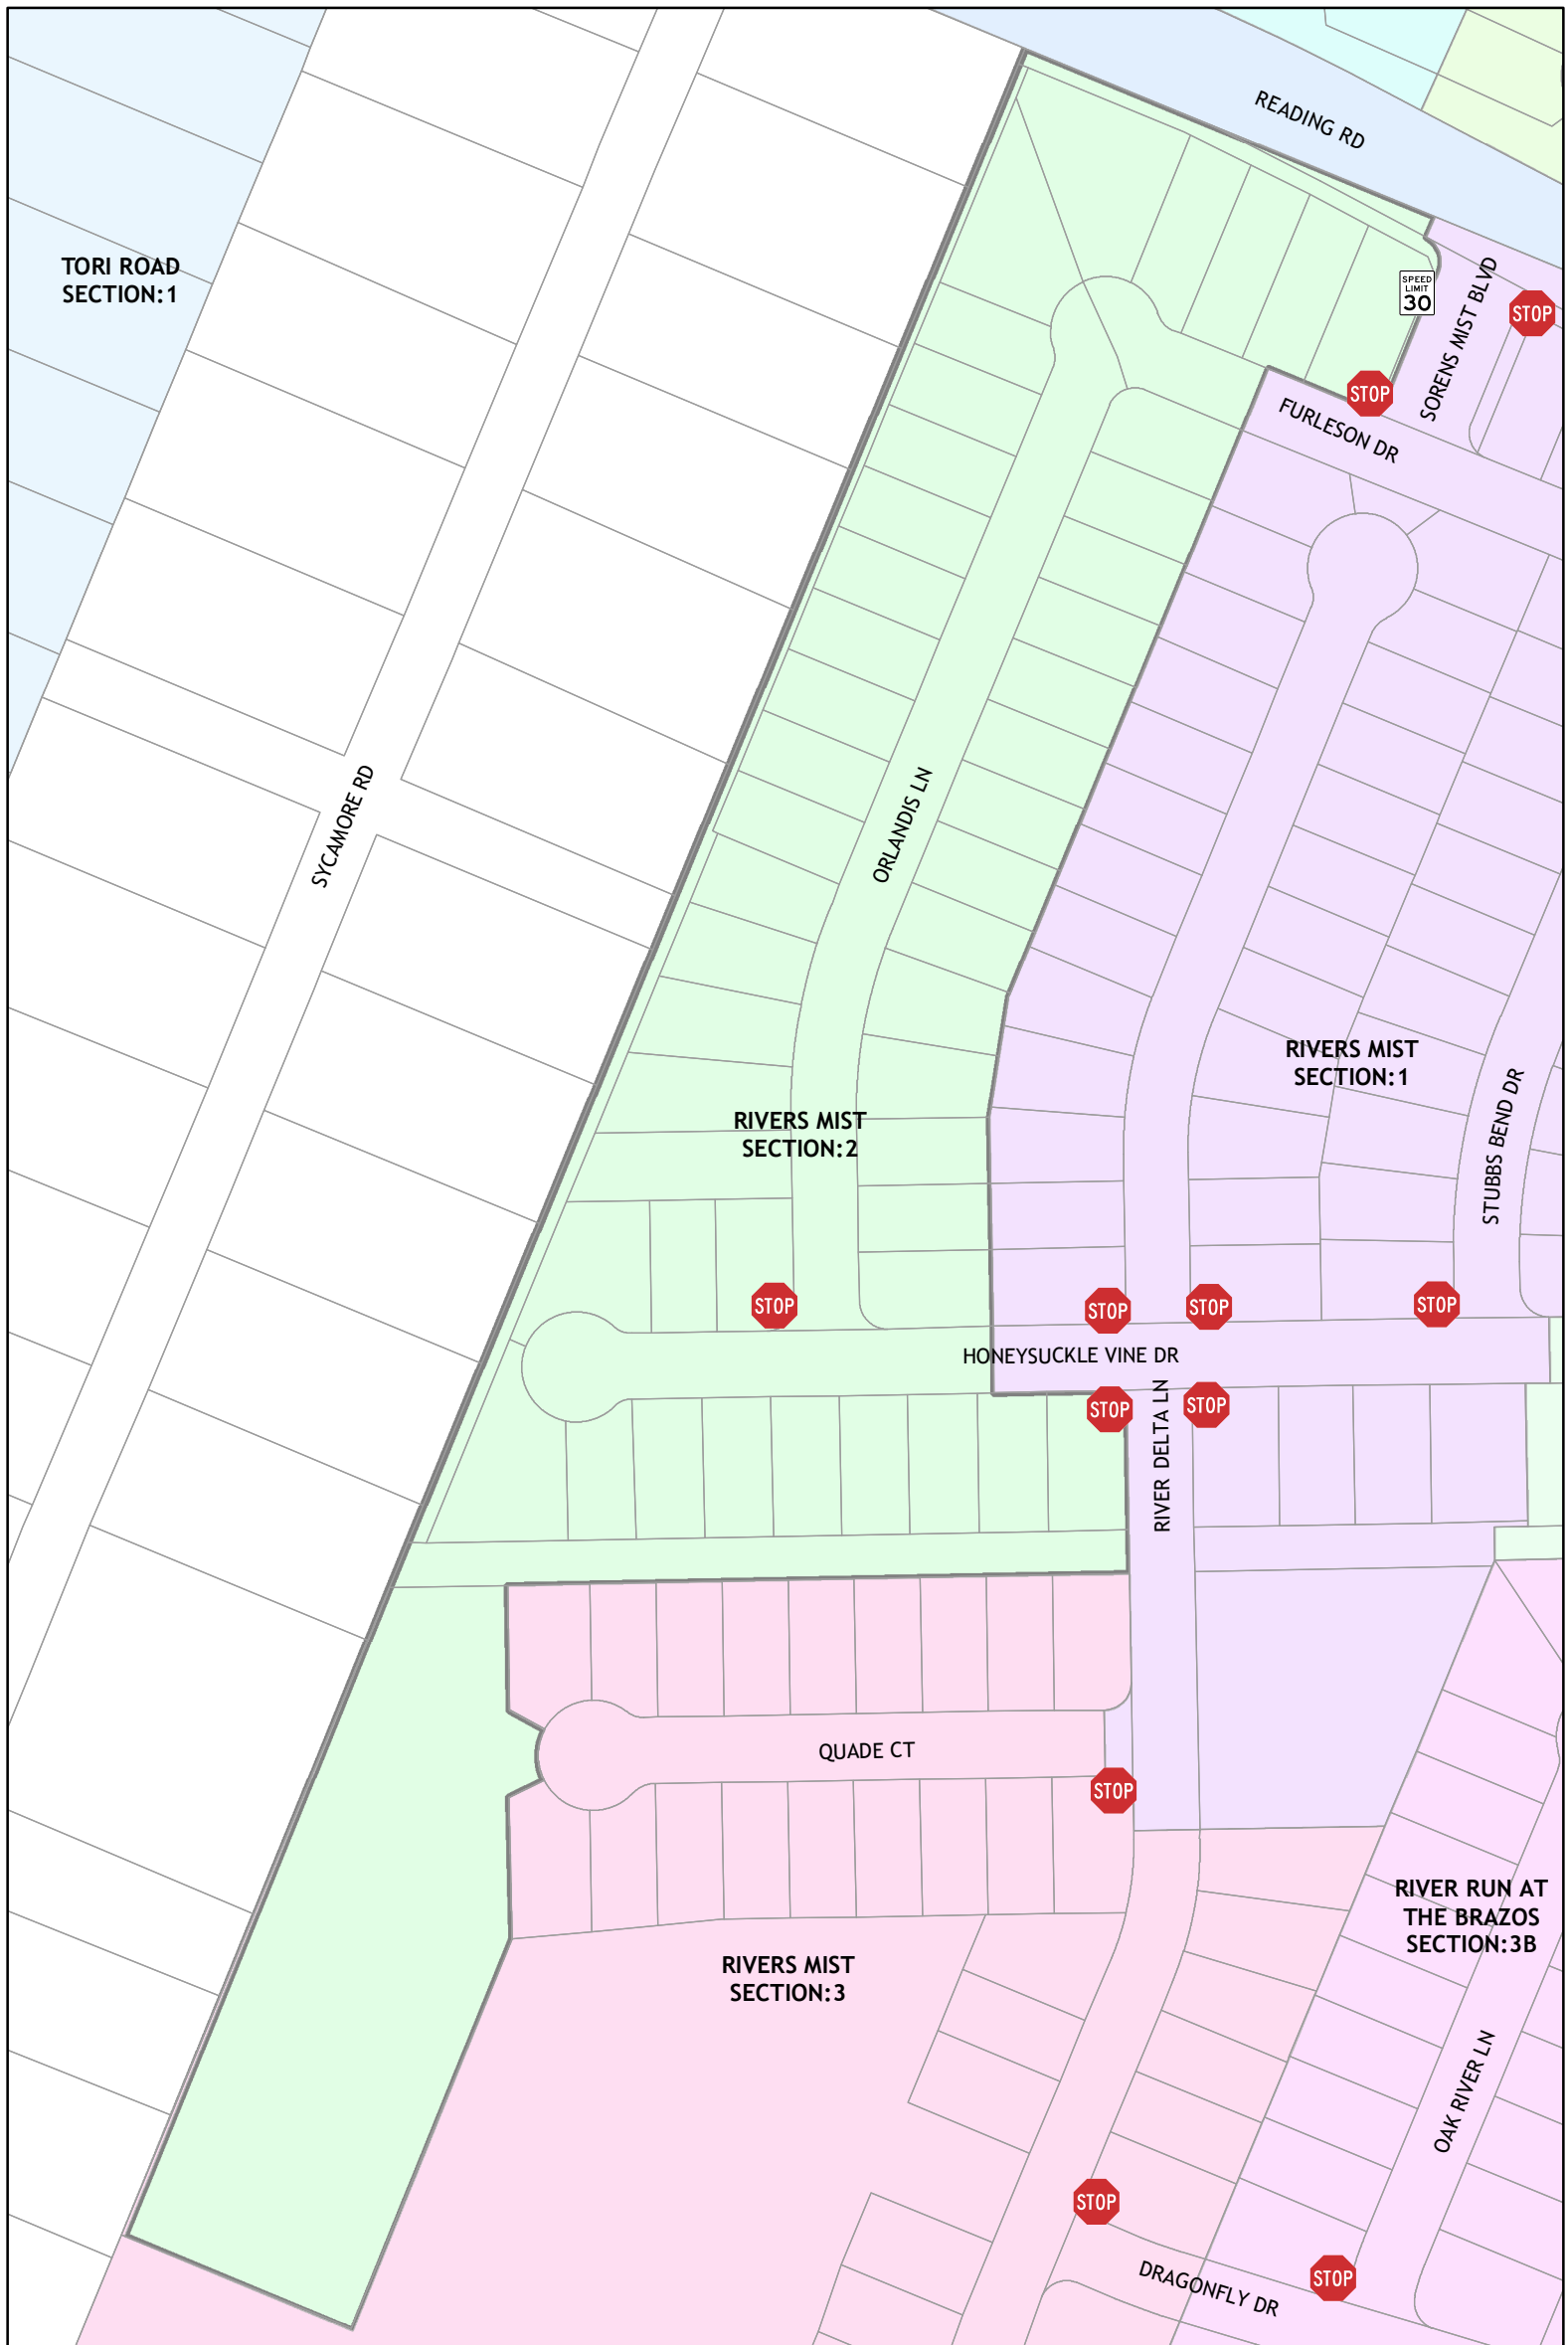 READING RD
TORI ROAD
SECTION:1
SPEED
LIMIT
30
SORENS MIST BLVD
STOP
STOP
FURLESON DR
SYCAMORE RD
ORLANDIS LN
RIVERS MIST
SECTION:1
STUBBS BEND DR
RIVERS MIST
SECTION:2
STOP
STOP
STOP
STOP
HONEYSUCKLE VINE DR
STOP
STOP
RIVER DELTA LN
QUADE CT
STOP
RIVER RUN AT
THE BRAZOS
SECTION:3B
RIVERS MIST
SECTION:3
OAK RIVER LN
STOP
STOP
DRAGONFLY DR